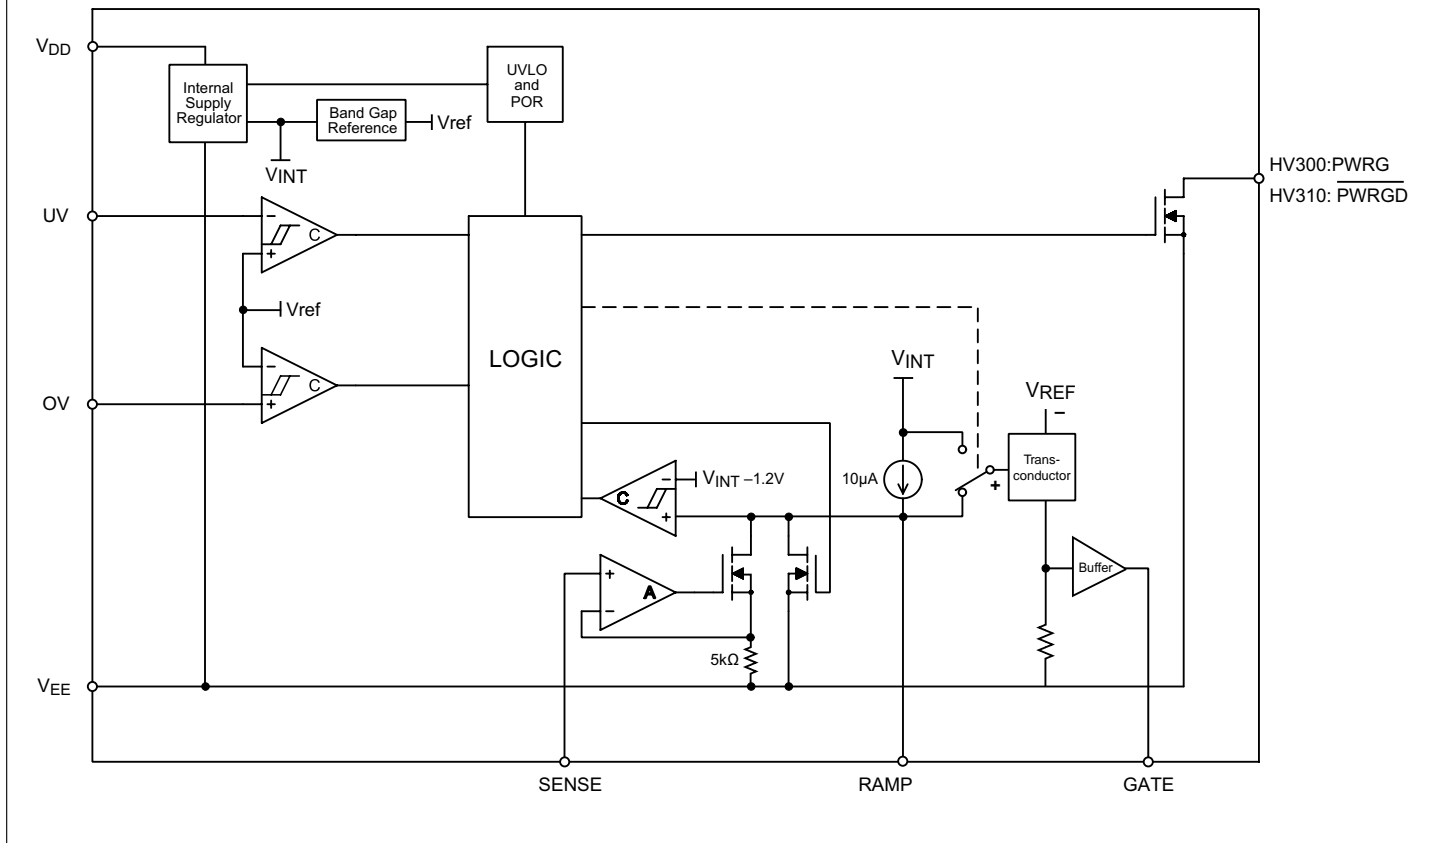 VDD
Internal
Supply
Regulator
UVLO
and
POR
Band Gap
Reference
Vref
VINT
HV300:PWRG
HV310: PWRGD
UV
− C
+
Vref
− C
+
OV
LOGIC
VINT
VREF
−
Trans-
conductor
+
10µA
C − VINT –1.2V
+
+ A
−
Buffer
5kΩ
VEE
SENSE
RAMP
GATE